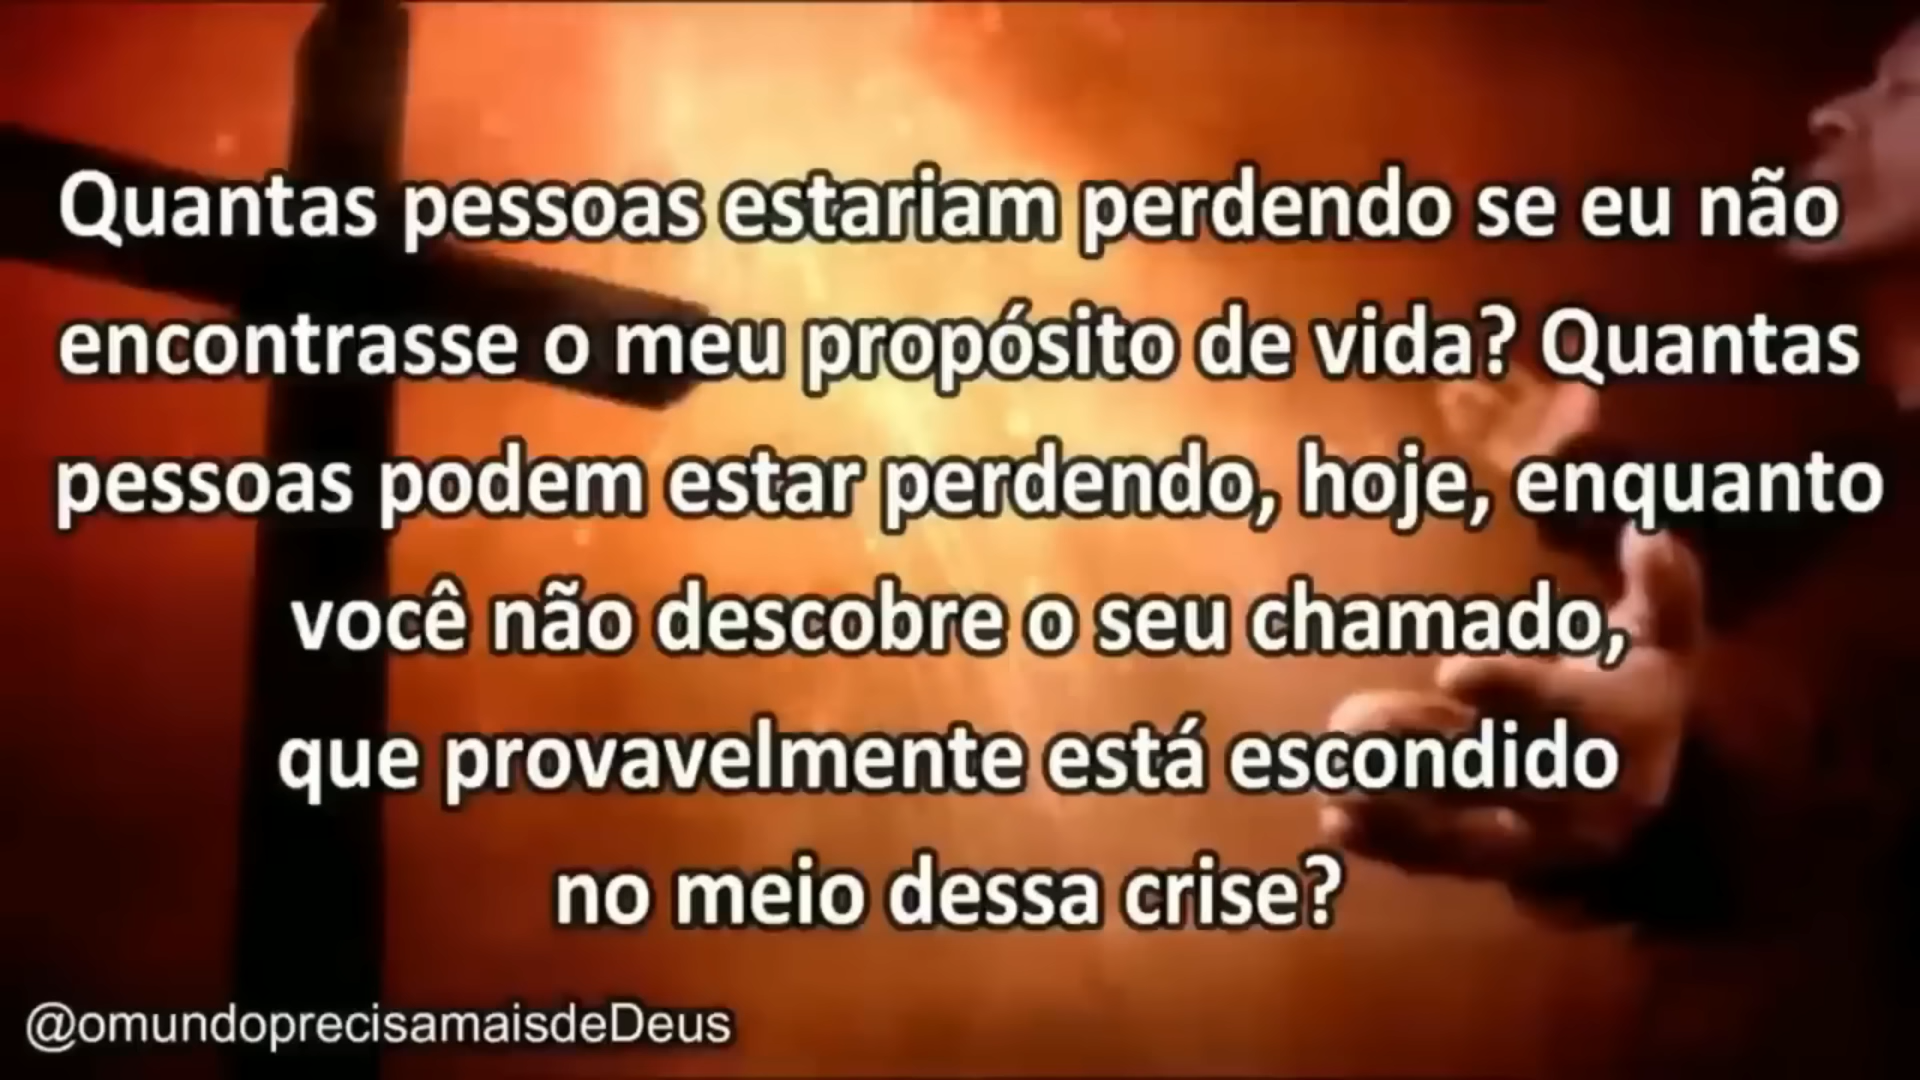 Quantas pessoas estariam perdendo se eu não
encontrasse o meu propósito de vida? Quantas
pessoas podem estar perdendo, hoje, enquanto
você não descobre o seu chamado,
que provavelmente está escondido
no meio dessa crise?
@omundoprecisamaisdeDeus